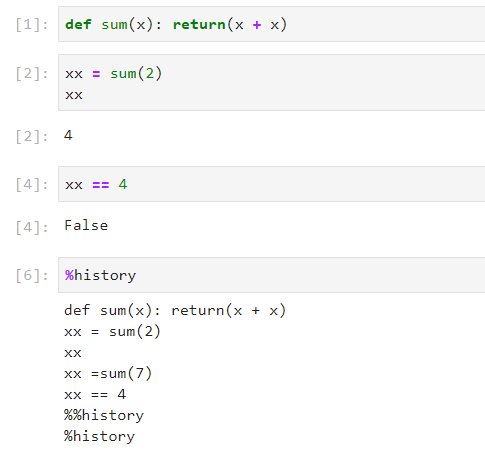 [1]: def sum(x): return(x + x)
[2]: xx = sum(2)
xx
[2]: 4
[4]: xx == 4
[4]: False
[6]: %history
def sum(x): return(x + x)
xx = sum(2)
xx
xx =sum(7)
xx == 4
%%history
%history